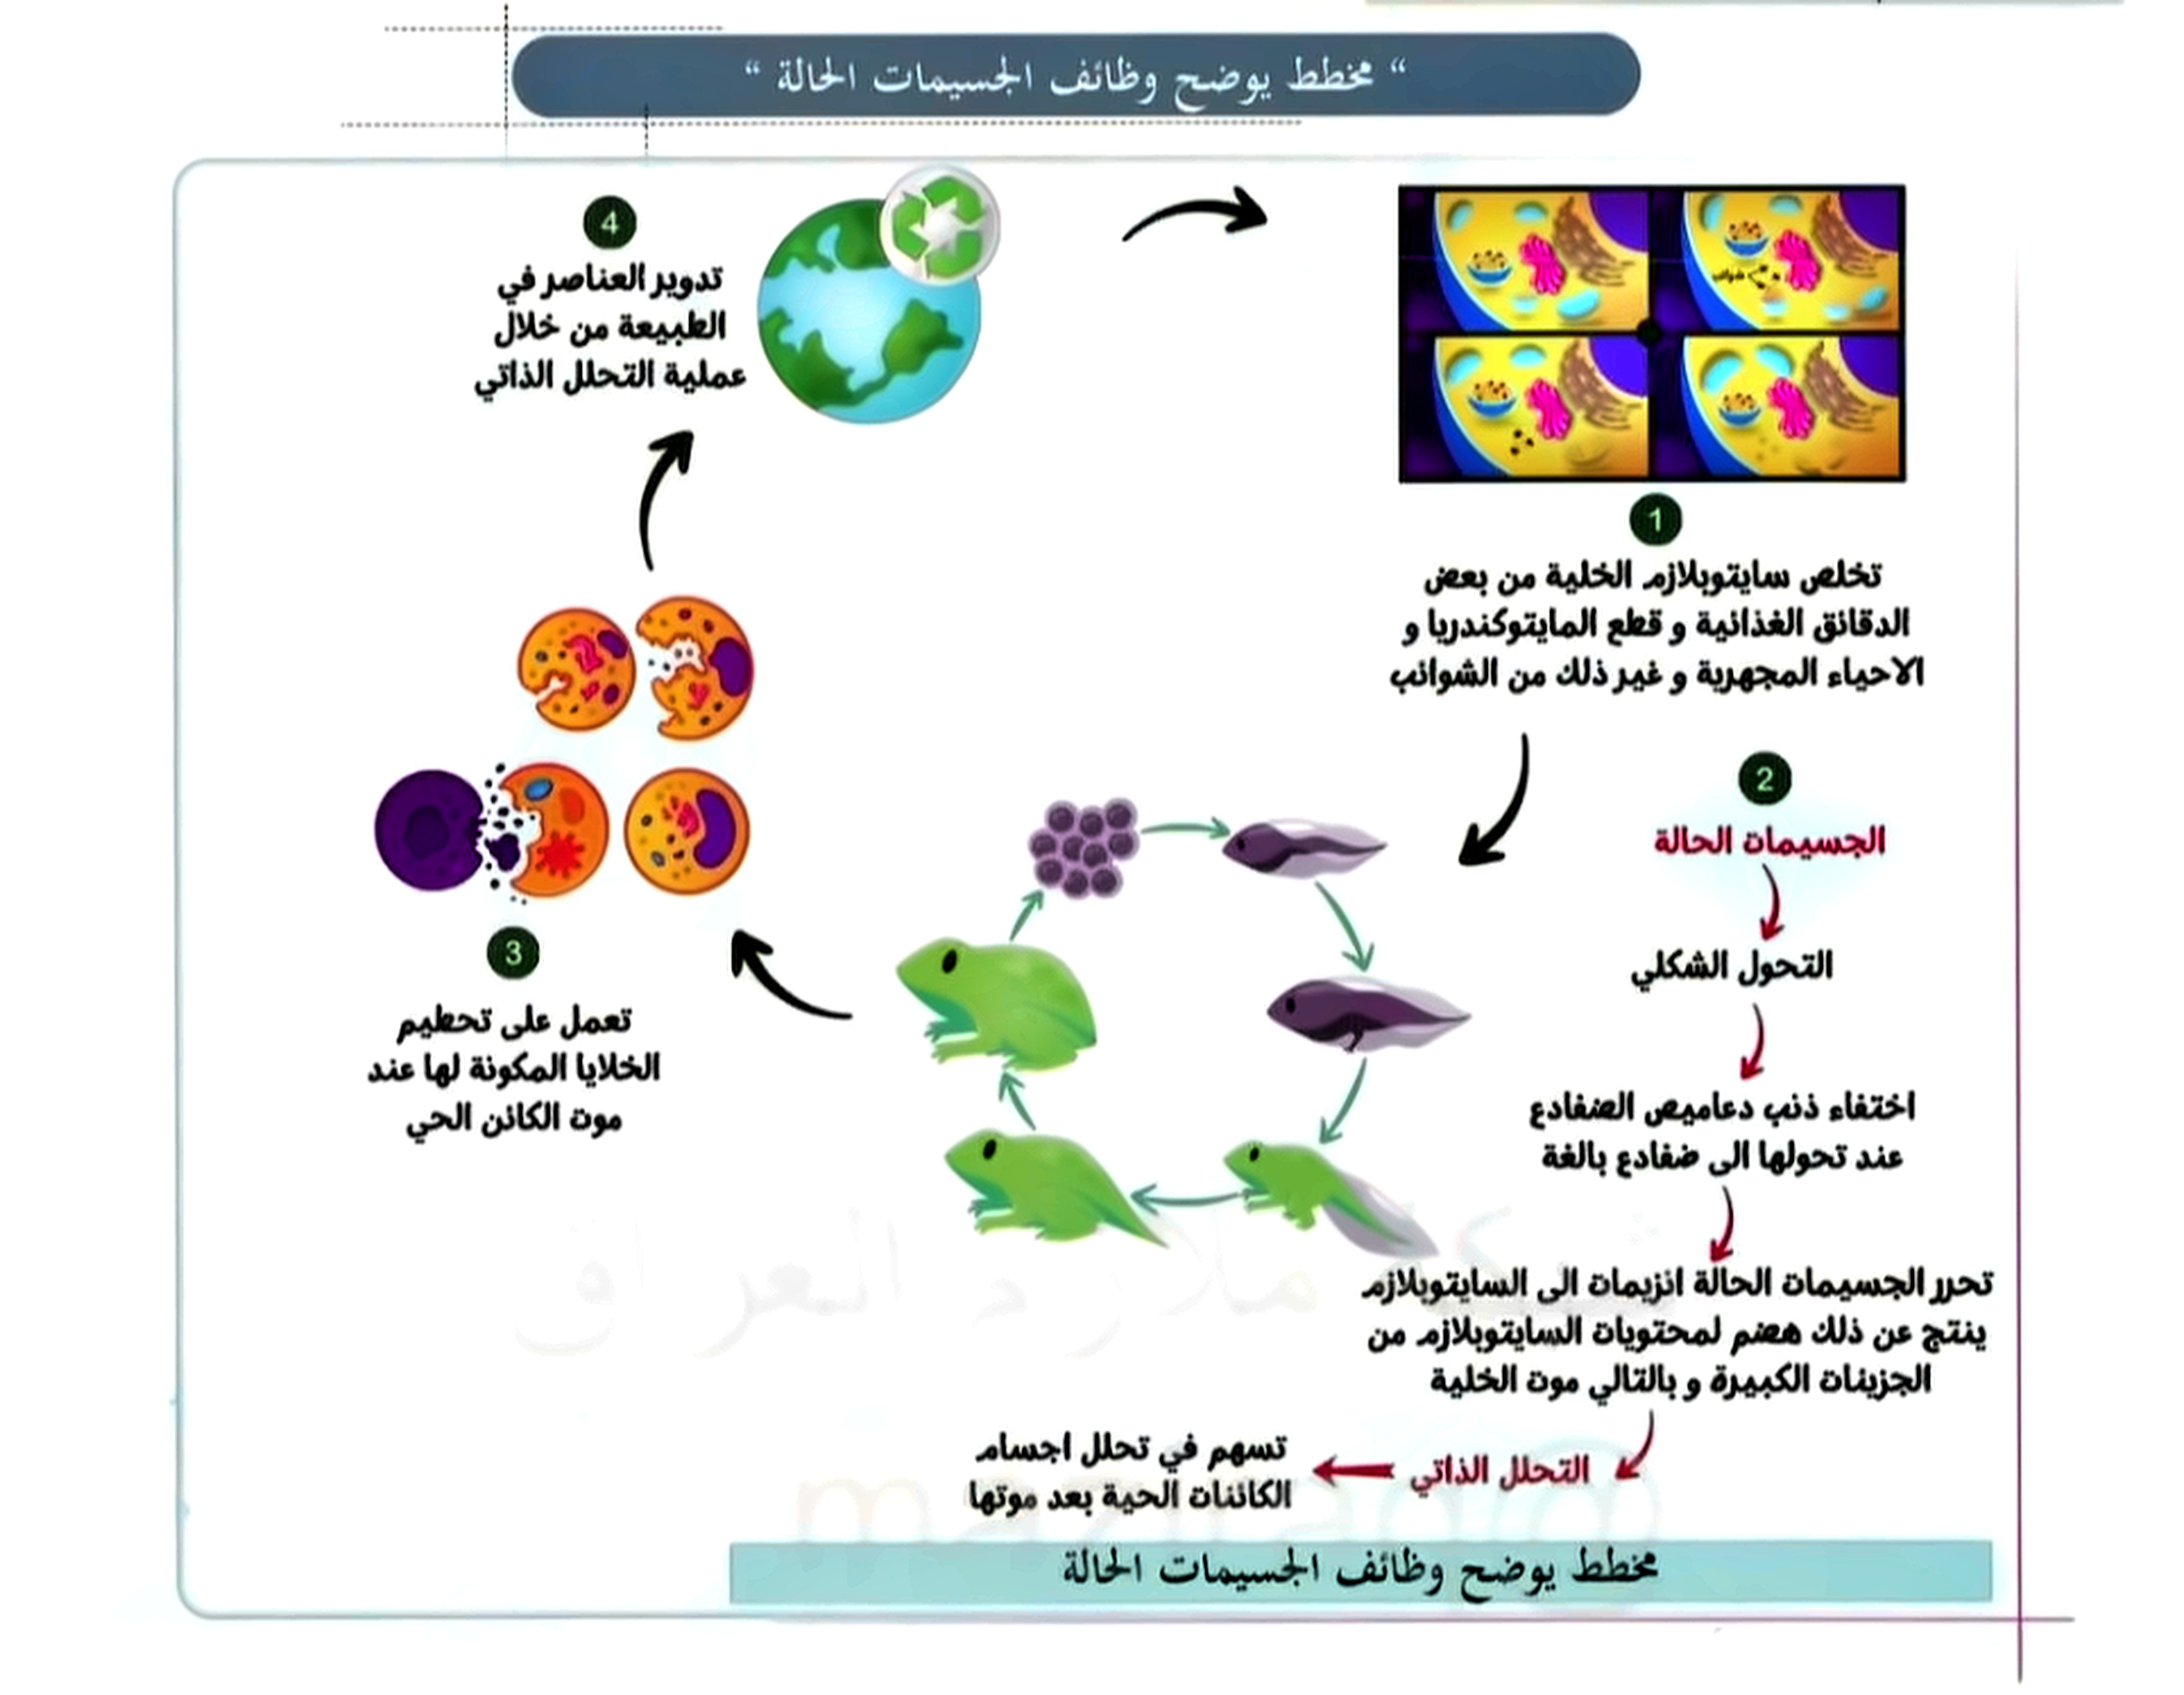 “ مخطط يوضح وظائف الجسيمات الحالة “
1
تخلص سايتوبلازم الخلية من بعض
الدقائق الغذائية و قطع المايتوكندريا و
الاحياء المجهرية و غير ذلك من الشوائب
شوائب
2
الجسيمات الحالة
التحول الشكلي
اختفاء ذنب دعاميص الضفادع
عند تحولها الى ضفادع بالغة
تحرر الجسيمات الحالة انزيمات الى السايتوبلازم
ينتج عن ذلك هضم لمحتويات السايتوبلازم من
الجزيئات الكبيرة و بالتالي موت الخلية
التحلل الذاتي
تسهم في تحلل اجسام
الكائنات الحية بعد موتها
3
تعمل على تحطيم
الخلايا المكونة لها عند
موت الكائن الحي
4
تدوير العناصر في
الطبيعة من خلال
عملية التحلل الذاتي
شبكة ملازم العراق
مخطط يوضح وظائف الجسيمات الحالة